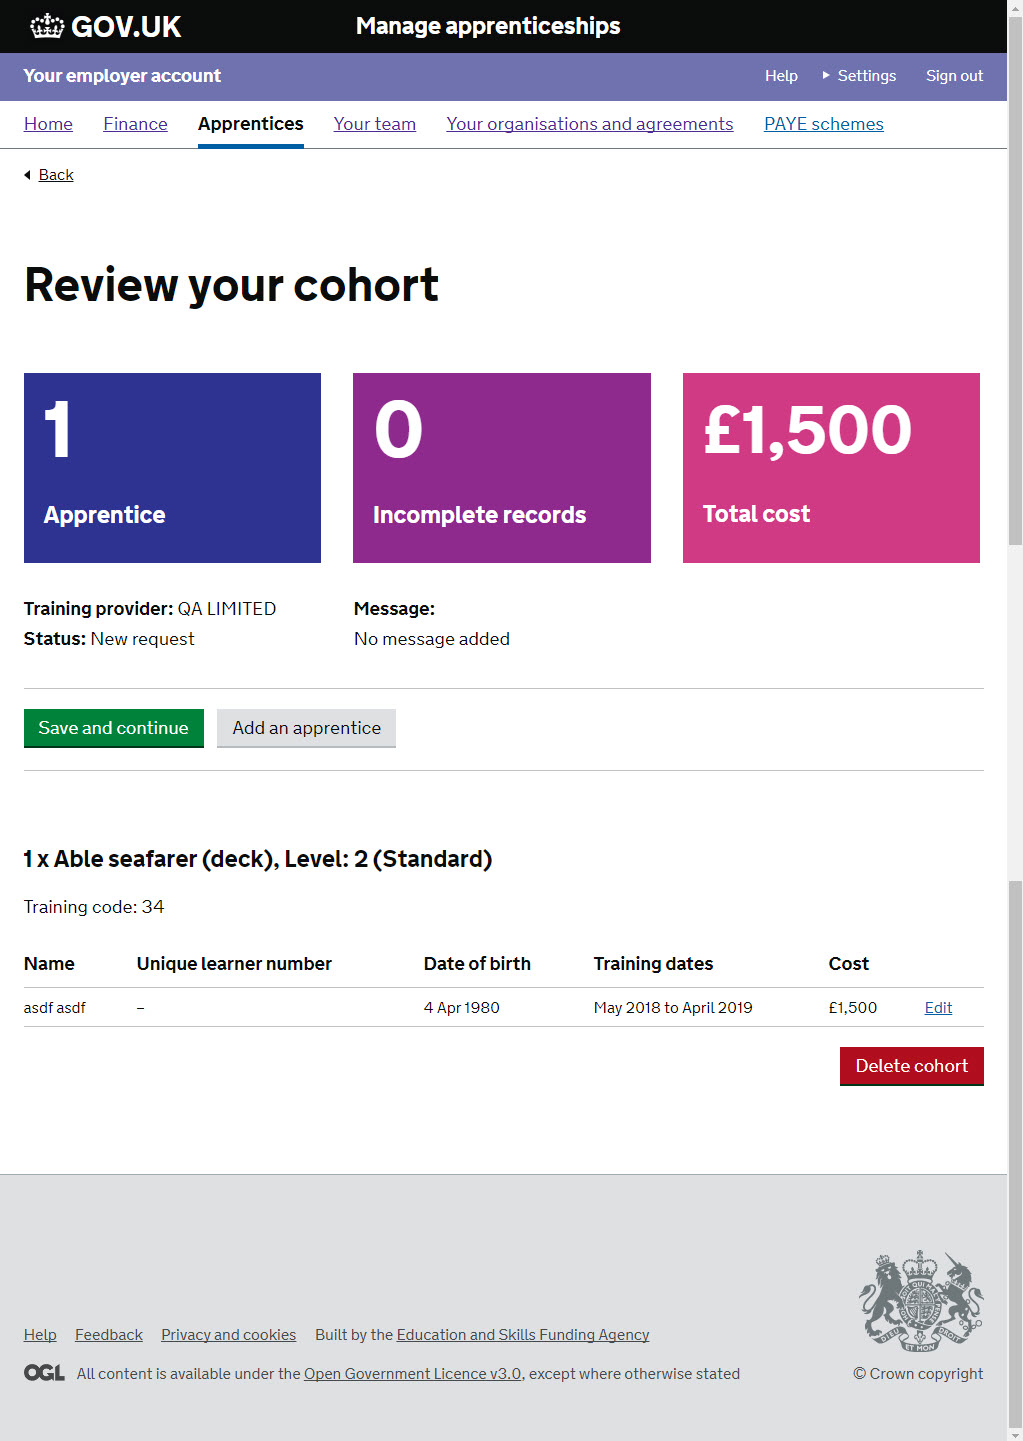 GOV.UK Manage apprenticeships
Your employer account Help Settings Sign out
Home Finance Apprentices Your team Your organisations and agreements PAYE schemes
Back
Review your cohort
1 0 £1,500
Apprentice Incomplete records Total cost
Training provider: QA LIMITED Message:
Status: New request No message added
Save and continue Add an apprentice
1 x Able seafarer (deck), Level: 2 (Standard)
Training code: 34
Name Unique learner number Date of birth Training dates Cost
asdf asdf – 4 Apr 1980 May 2018 to April 2019 £1,500 Edit
Delete cohort
Help Feedback Privacy and cookies Built by the Education and Skills Funding Agency
OGL All content is available under the Open Government Licence v3.0, except where otherwise stated © Crown copyright